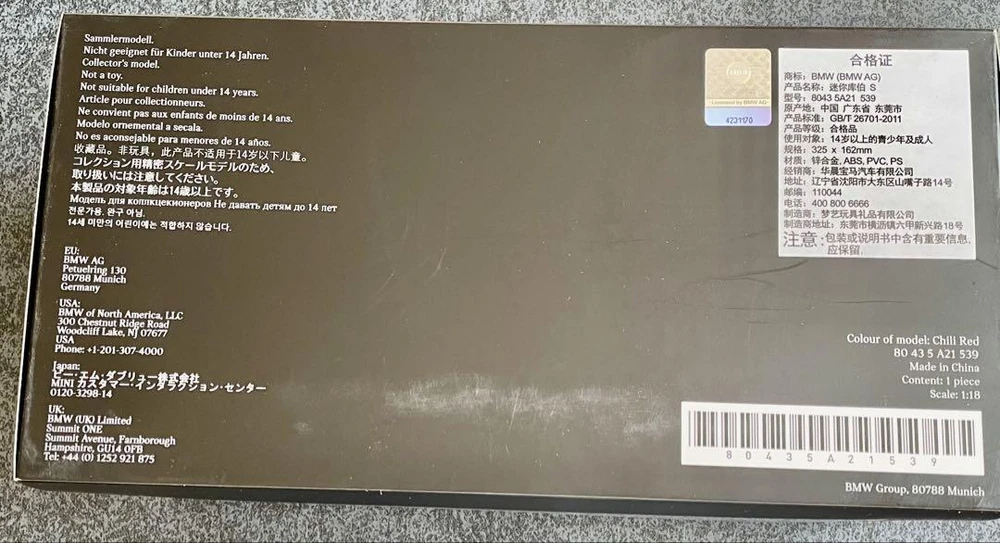 Sammlermodell.
Nicht geeignet für Kinder unter 14 Jahren.
Collector's model.
Not a toy.
Not suitable for children under 14 years.
Article pour collectionneurs.
Ne convient pas aux enfants de moins de 14 ans.
Modelo ornemental a secala.
No es aconsejable para menores de 14 años.
收藏品。非玩具，此产品不适用于14岁以下儿童。
コレクション用精密スケールモデルのため、
取り扱いには注意してください。
本製品の対象年齢は14歳以上です。
Модель для коплкцекионеров Не давать детям до 14 лет
전문가용. 완구 아님.
14세 미만의 어린이에는 적합하지 않습니다.
EU:
BMW AG
Petuelring 130
80788 Munich
Germany
USA:
BMW of North America, LLC
300 Chestnut Ridge Road
Woodcliff Lake, NJ 07677
USA
Phone: +1-201-307-4000
Japan:
ビー・エム・ダブリュー株式会社
MINI カスタマー・インタラクション・センター
0120-3298-14
UK:
BMW (UK) Limited
Summit ONE
Summit Avenue, Farnborough
Hampshire, GU14 0FB
Tel: +44 (0) 1252 921 875
Licensed by BMW AG
4231170
合格证
商标：BMW (BMW AG)
产品名称：迷你库伯 S
型号：8043 5A21 539
原产地：中国 广东省 东莞市
产品标准：GB/T 26701-2011
产品等级：合格品
使用对象：14岁以上的青少年及成人
规格：325 x 162mm
材质：锌合金, ABS, PVC, PS
经销商：华晨宝马汽车有限公司
地址：辽宁省沈阳市大东区山嘴子路14号
邮编：110044
电话：400 800 6666
制造商：梦艺玩具礼品有限公司
制造商地址：东莞市横沥镇六甲新兴路18号
注意：包装或说明书中含有重要信息，
应保留.
Colour of model: Chili Red
80 43 5 A21 539
Made in China
Content: 1 piece
Scale: 1:18
80435A21539
BMW Group, 80788 Munich